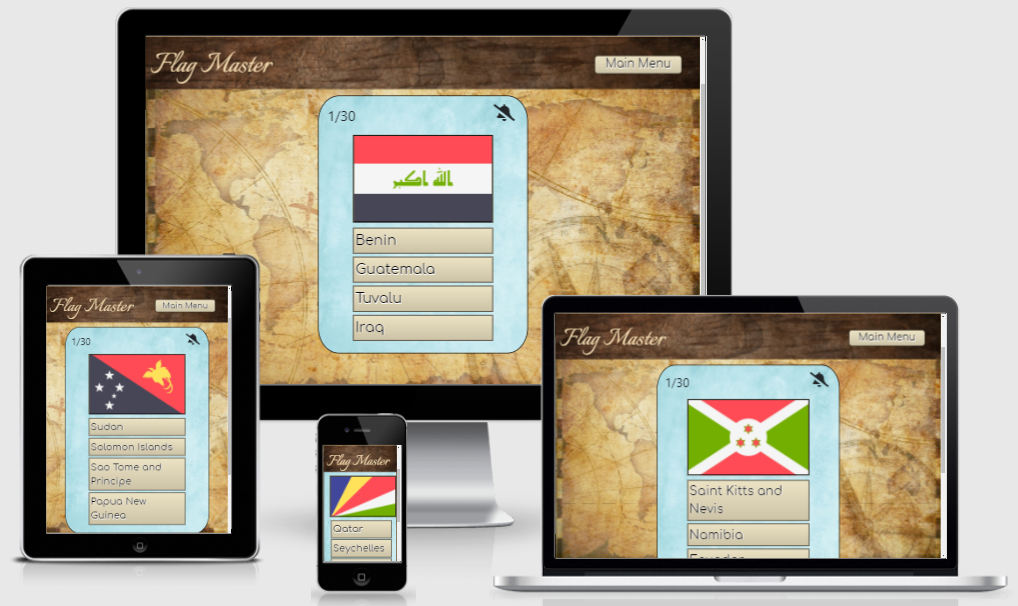 Flag Master
Main Menu
1/30
الله اكبر
Benin
Guatemala
Tuvalu
Iraq
Flag Master
Main Menu
1/30
Sudan
Solomon Islands
Sao Tome and
Principe
Papua New
Guinea
Flag Master
Qatar
Seychelles
Flag Master
Main Menu
1/30
Saint Kitts and
Nevis
Namibia
Ecuador